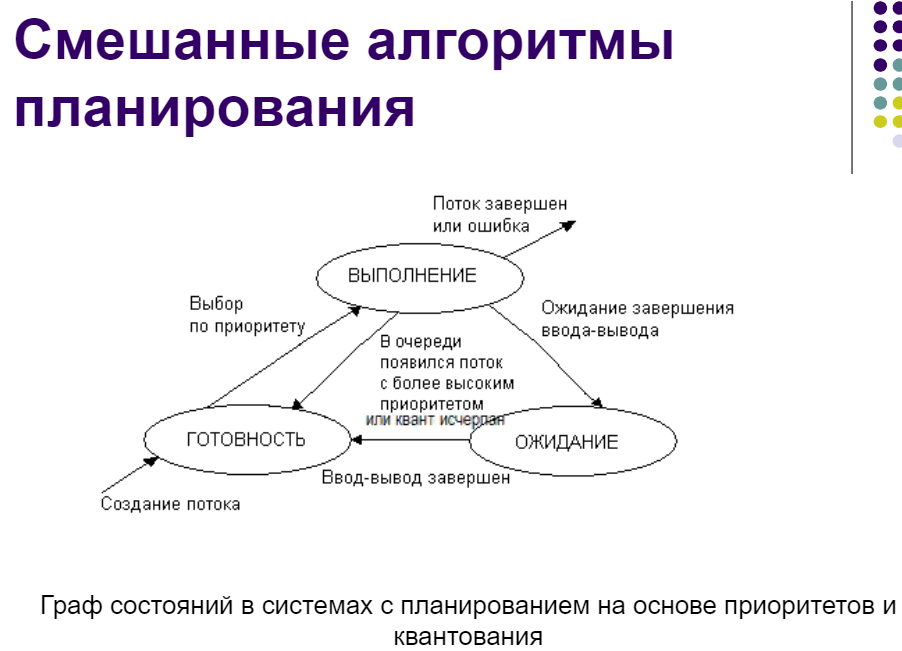 Смешанные алгоритмы
планирования
Поток завершен
или ошибка
ВЫПОЛНЕНИЕ
Выбор
по приоритету
Ожидание завершения
ввода-вывода
В очереди
появился поток
с более высоким
приоритетом
или квант исчерпан
ГОТОВНОСТЬ
ОЖИДАНИЕ
Ввод-вывод завершен
Создание потока
Граф состояний в системах с планированием на основе приоритетов и
квантования